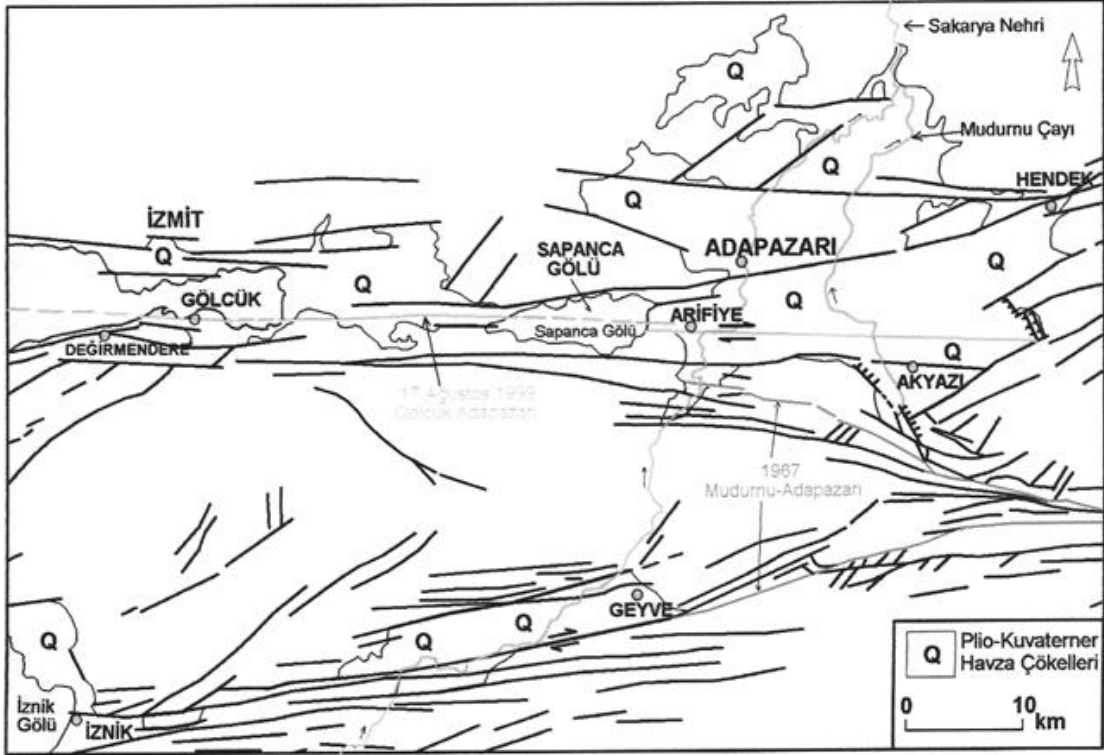 Sakarya Nehri
Q
Mudurnu Çayı
Q
HENDEK
Q
İZMİT
ADAPAZARI
SAPANCA
GÖLÜ
Q
Q
Q
GÖLCÜK
Q
ARİFİYE
Sapanca Gölü
DEĞİRMENDERE
Q
AKYAZI
17 Ağustos 1999
Gölcük-Adapazarı
1967
Mudurnu-Adapazarı
GEYVE
Q
Q
Q
Q Plio-Kuvaterner
Havza Çökelleri
İznik
Gölü
İZNİK
0 10
km